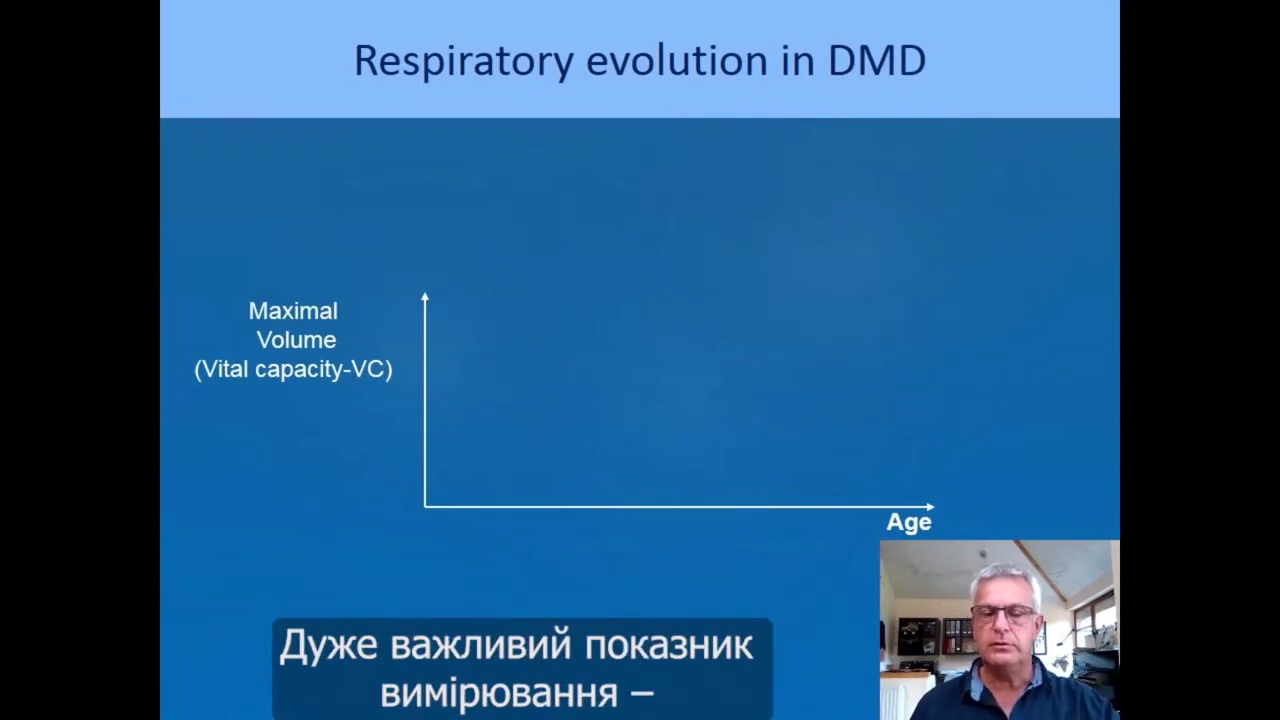 Respiratory evolution in DMD
Maximal
Volume
(Vital capacity-VC)
Age
Дуже важливий показник
вимірювання –